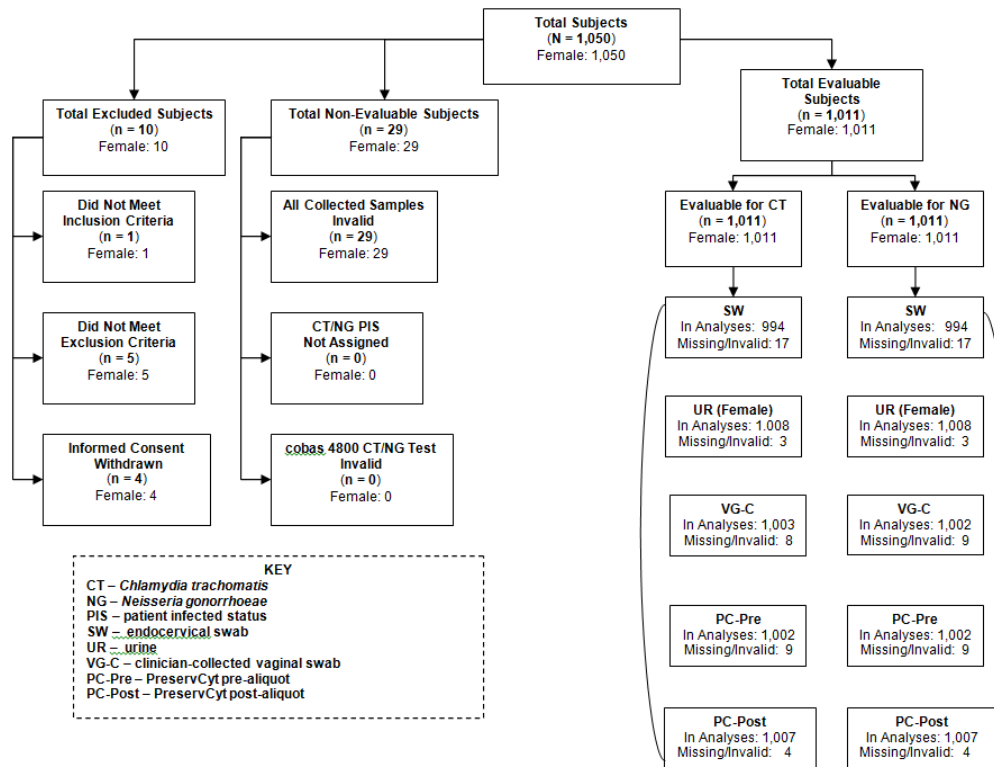 Total Subjects
(N = 1,050)
Female: 1,050
Total Excluded Subjects
(n = 10)
Female: 10
Total Non-Evaluable Subjects
(n = 29)
Female: 29
Total Evaluable
Subjects
(n = 1,011)
Female: 1,011
Did Not Meet
Inclusion Criteria
(n = 1)
Female: 1
All Collected Samples
Invalid
(n = 29)
Female: 29
Evaluable for CT
(n = 1,011)
Female: 1,011
Evaluable for NG
(n = 1,011)
Female: 1,011
Did Not Meet
Exclusion Criteria
(n = 5)
Female: 5
CT/NG PIS
Not Assigned
(n = 0)
Female: 0
SW
In Analyses: 994
Missing/Invalid: 17
SW
In Analyses: 994
Missing/Invalid: 17
Informed Consent
Withdrawn
(n = 4)
Female: 4
cobas 4800 CT/NG Test
Invalid
(n = 0)
Female: 0
UR (Female)
In Analyses: 1.008
Missing/Invalid: 3
UR (Female)
In Analyses: 1,008
Missing/Invalid: 3
VG-C
In Analyses: 1,003
Missing/Invalid: 8
VG-C
In Analyses: 1,002
Missing/Invalid: 9
PC-Pre
In Analyses: 1,002
Missing/Invalid: 9
PC-Pre
In Analyses: 1,002
Missing/Invalid: 9
PC-Post
In Analyses: 1,007
Missing/Invalid: 4
PC-Post
In Analyses: 1,007
Missing/Invalid: 4
KEY
CT – Chlamydia trachomatis
NG – Neisseria gonorrhoeae
PIS – patient infected status
SW – endocervical swab
UR – urine
VG-C – clinician-collected vaginal swab
PC-Pre – PreservCyt pre-aliquot
PC-Post – PreservCyt post-aliquot